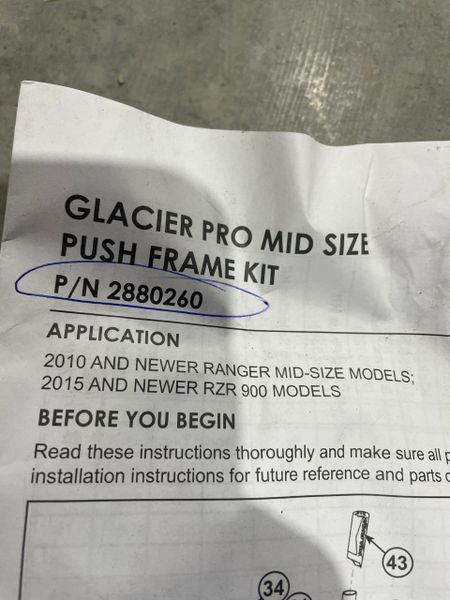 GLACIER PRO MID SIZE
PUSH FRAME KIT
P/N 2880260
APPLICATION
2010 AND NEWER RANGER MID-SIZE MODELS;
2015 AND NEWER RZR 900 MODELS
BEFORE YOU BEGIN
Read these instructions thoroughly and make sure all
installation instructions for future reference and parts
43
34